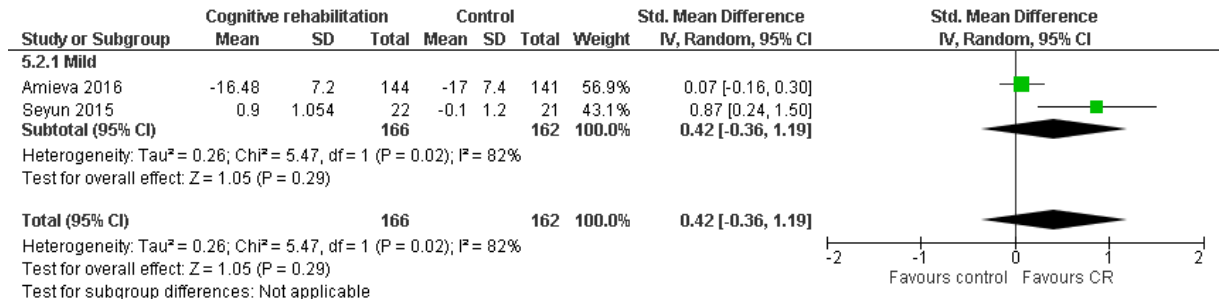 Cognitive rehabilitation Control Std. Mean Difference Std. Mean Difference
Study or Subgroup Mean SD Total Mean SD Total Weight IV, Random, 95% CI IV, Random, 95% CI
5.2.1 Mild
Amieva 2016 -16.48 7.2 144 -17 7.4 141 56.9% 0.07 [-0.16, 0.30]
Seyun 2015 0.9 1.054 22 -0.1 1.2 21 43.1% 0.87 [0.24, 1.50]
Subtotal (95% CI) 166 162 100.0% 0.42 [-0.36, 1.19]
Heterogeneity: Tau² = 0.26; Chi² = 5.47, df = 1 (P = 0.02); I² = 82%
Test for overall effect: Z = 1.05 (P = 0.29)
Total (95% CI) 166 162 100.0% 0.42 [-0.36, 1.19]
Heterogeneity: Tau² = 0.26; Chi² = 5.47, df = 1 (P = 0.02); I² = 82%
Test for overall effect: Z = 1.05 (P = 0.29)
Test for subgroup differences: Not applicable
-2 -1 0 1 2
Favours control Favours CR